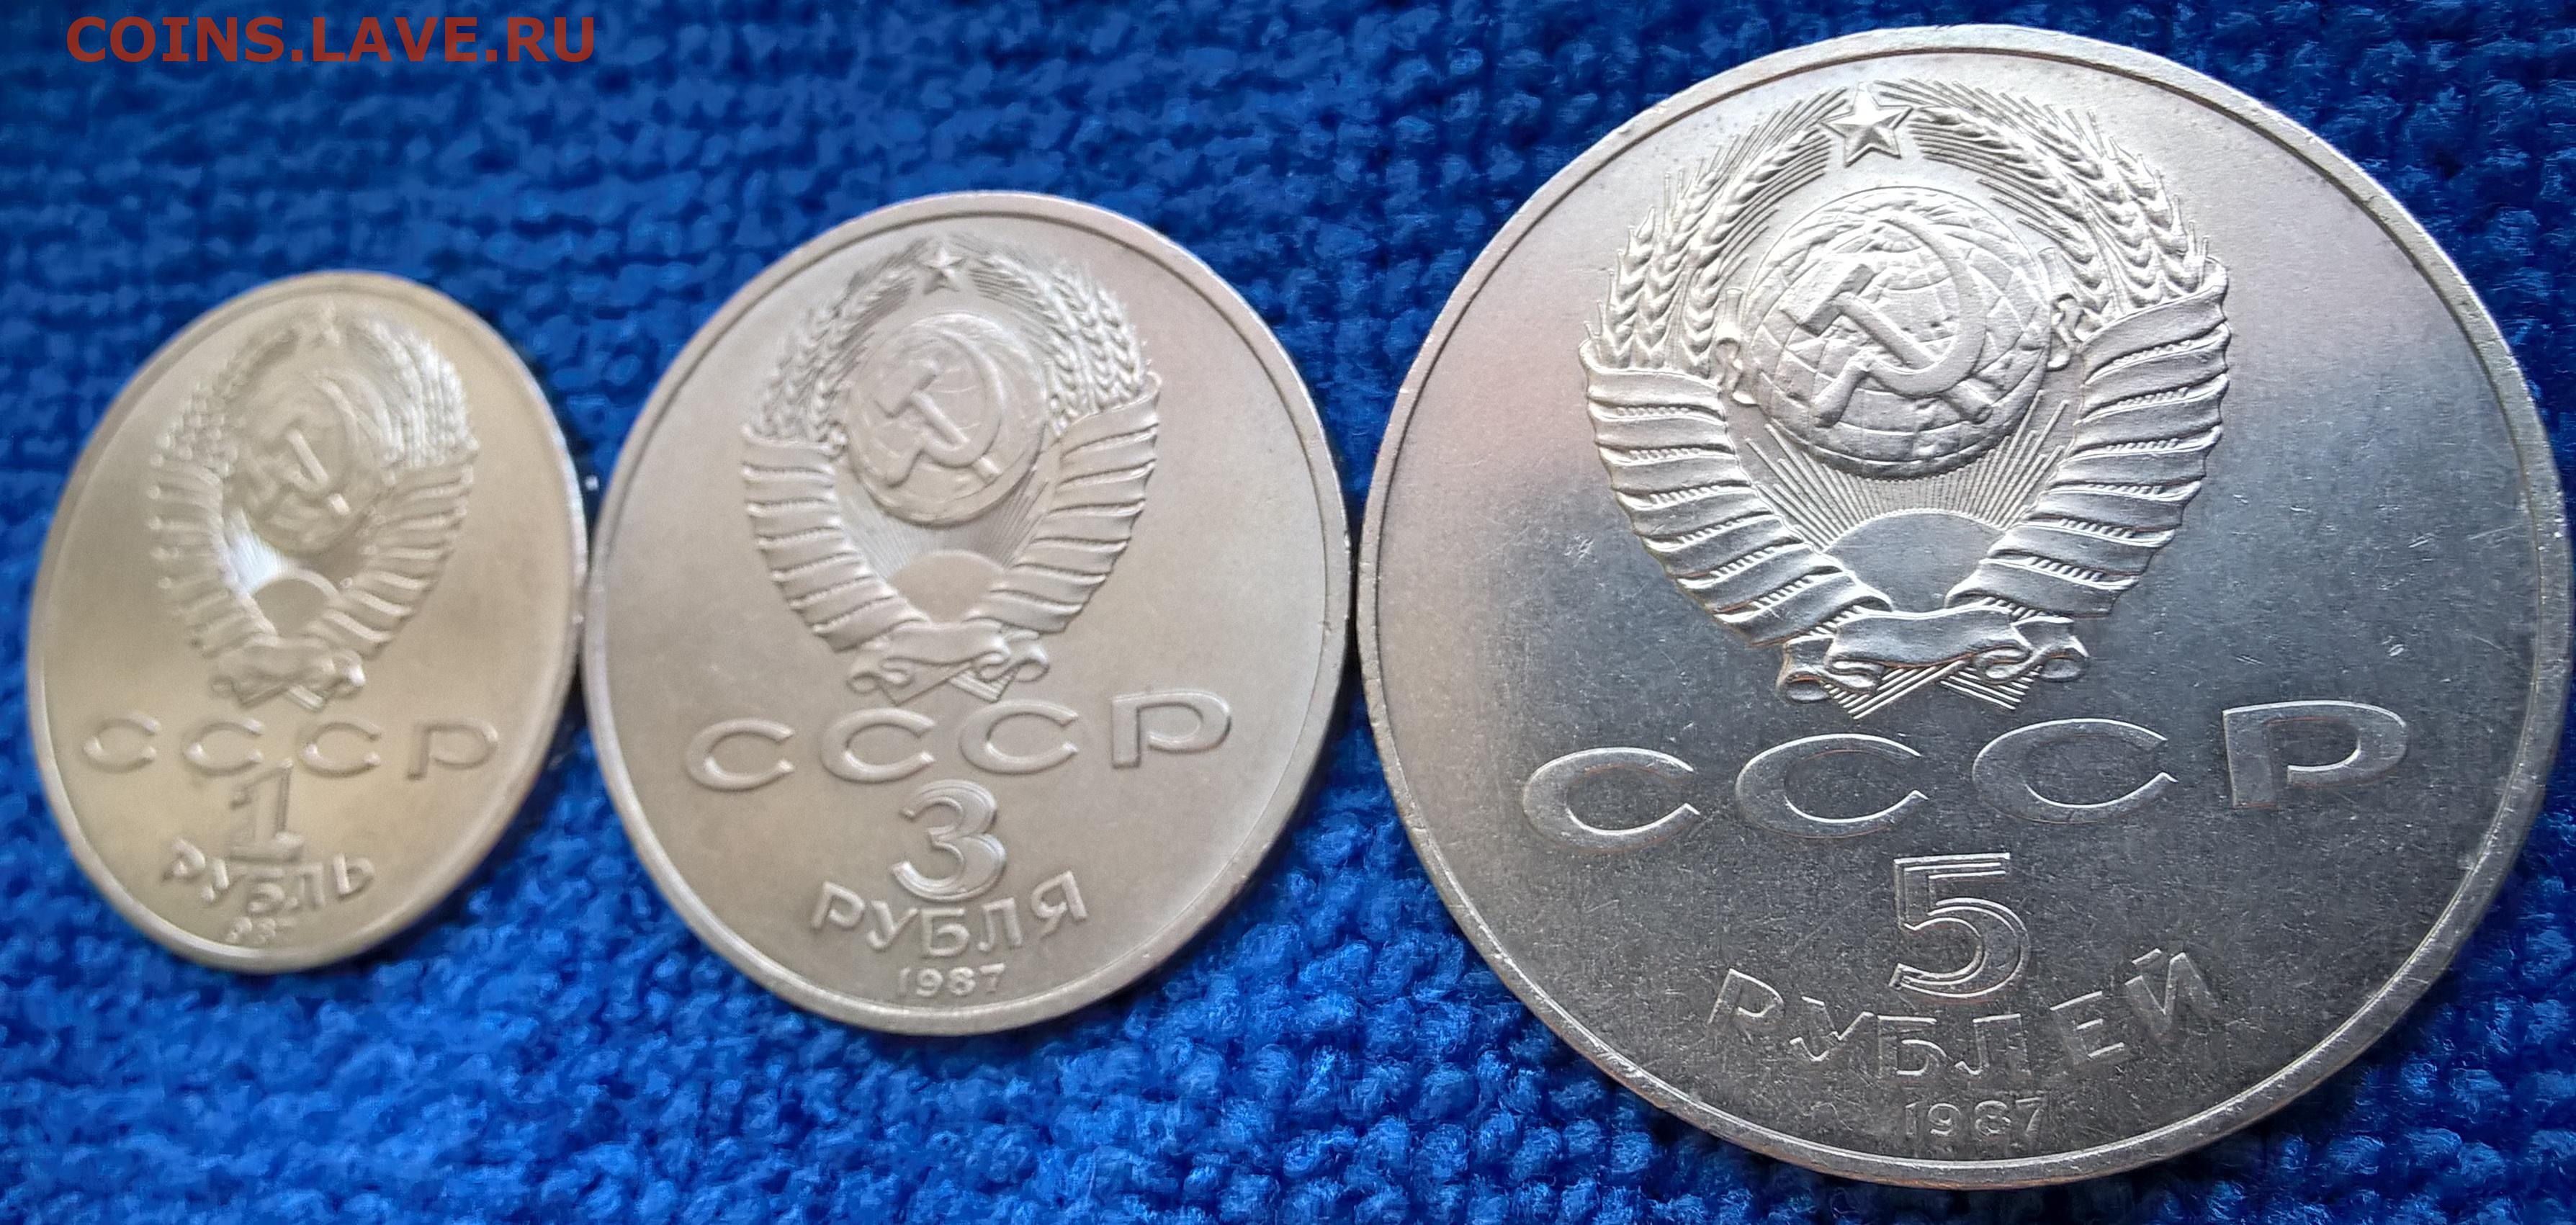 COINS.LAVE.RU
СССР
1
РУБЛЬ
СССР
3
РУБЛЯ
1987
СССР
5
РУБЛЕЙ
1987